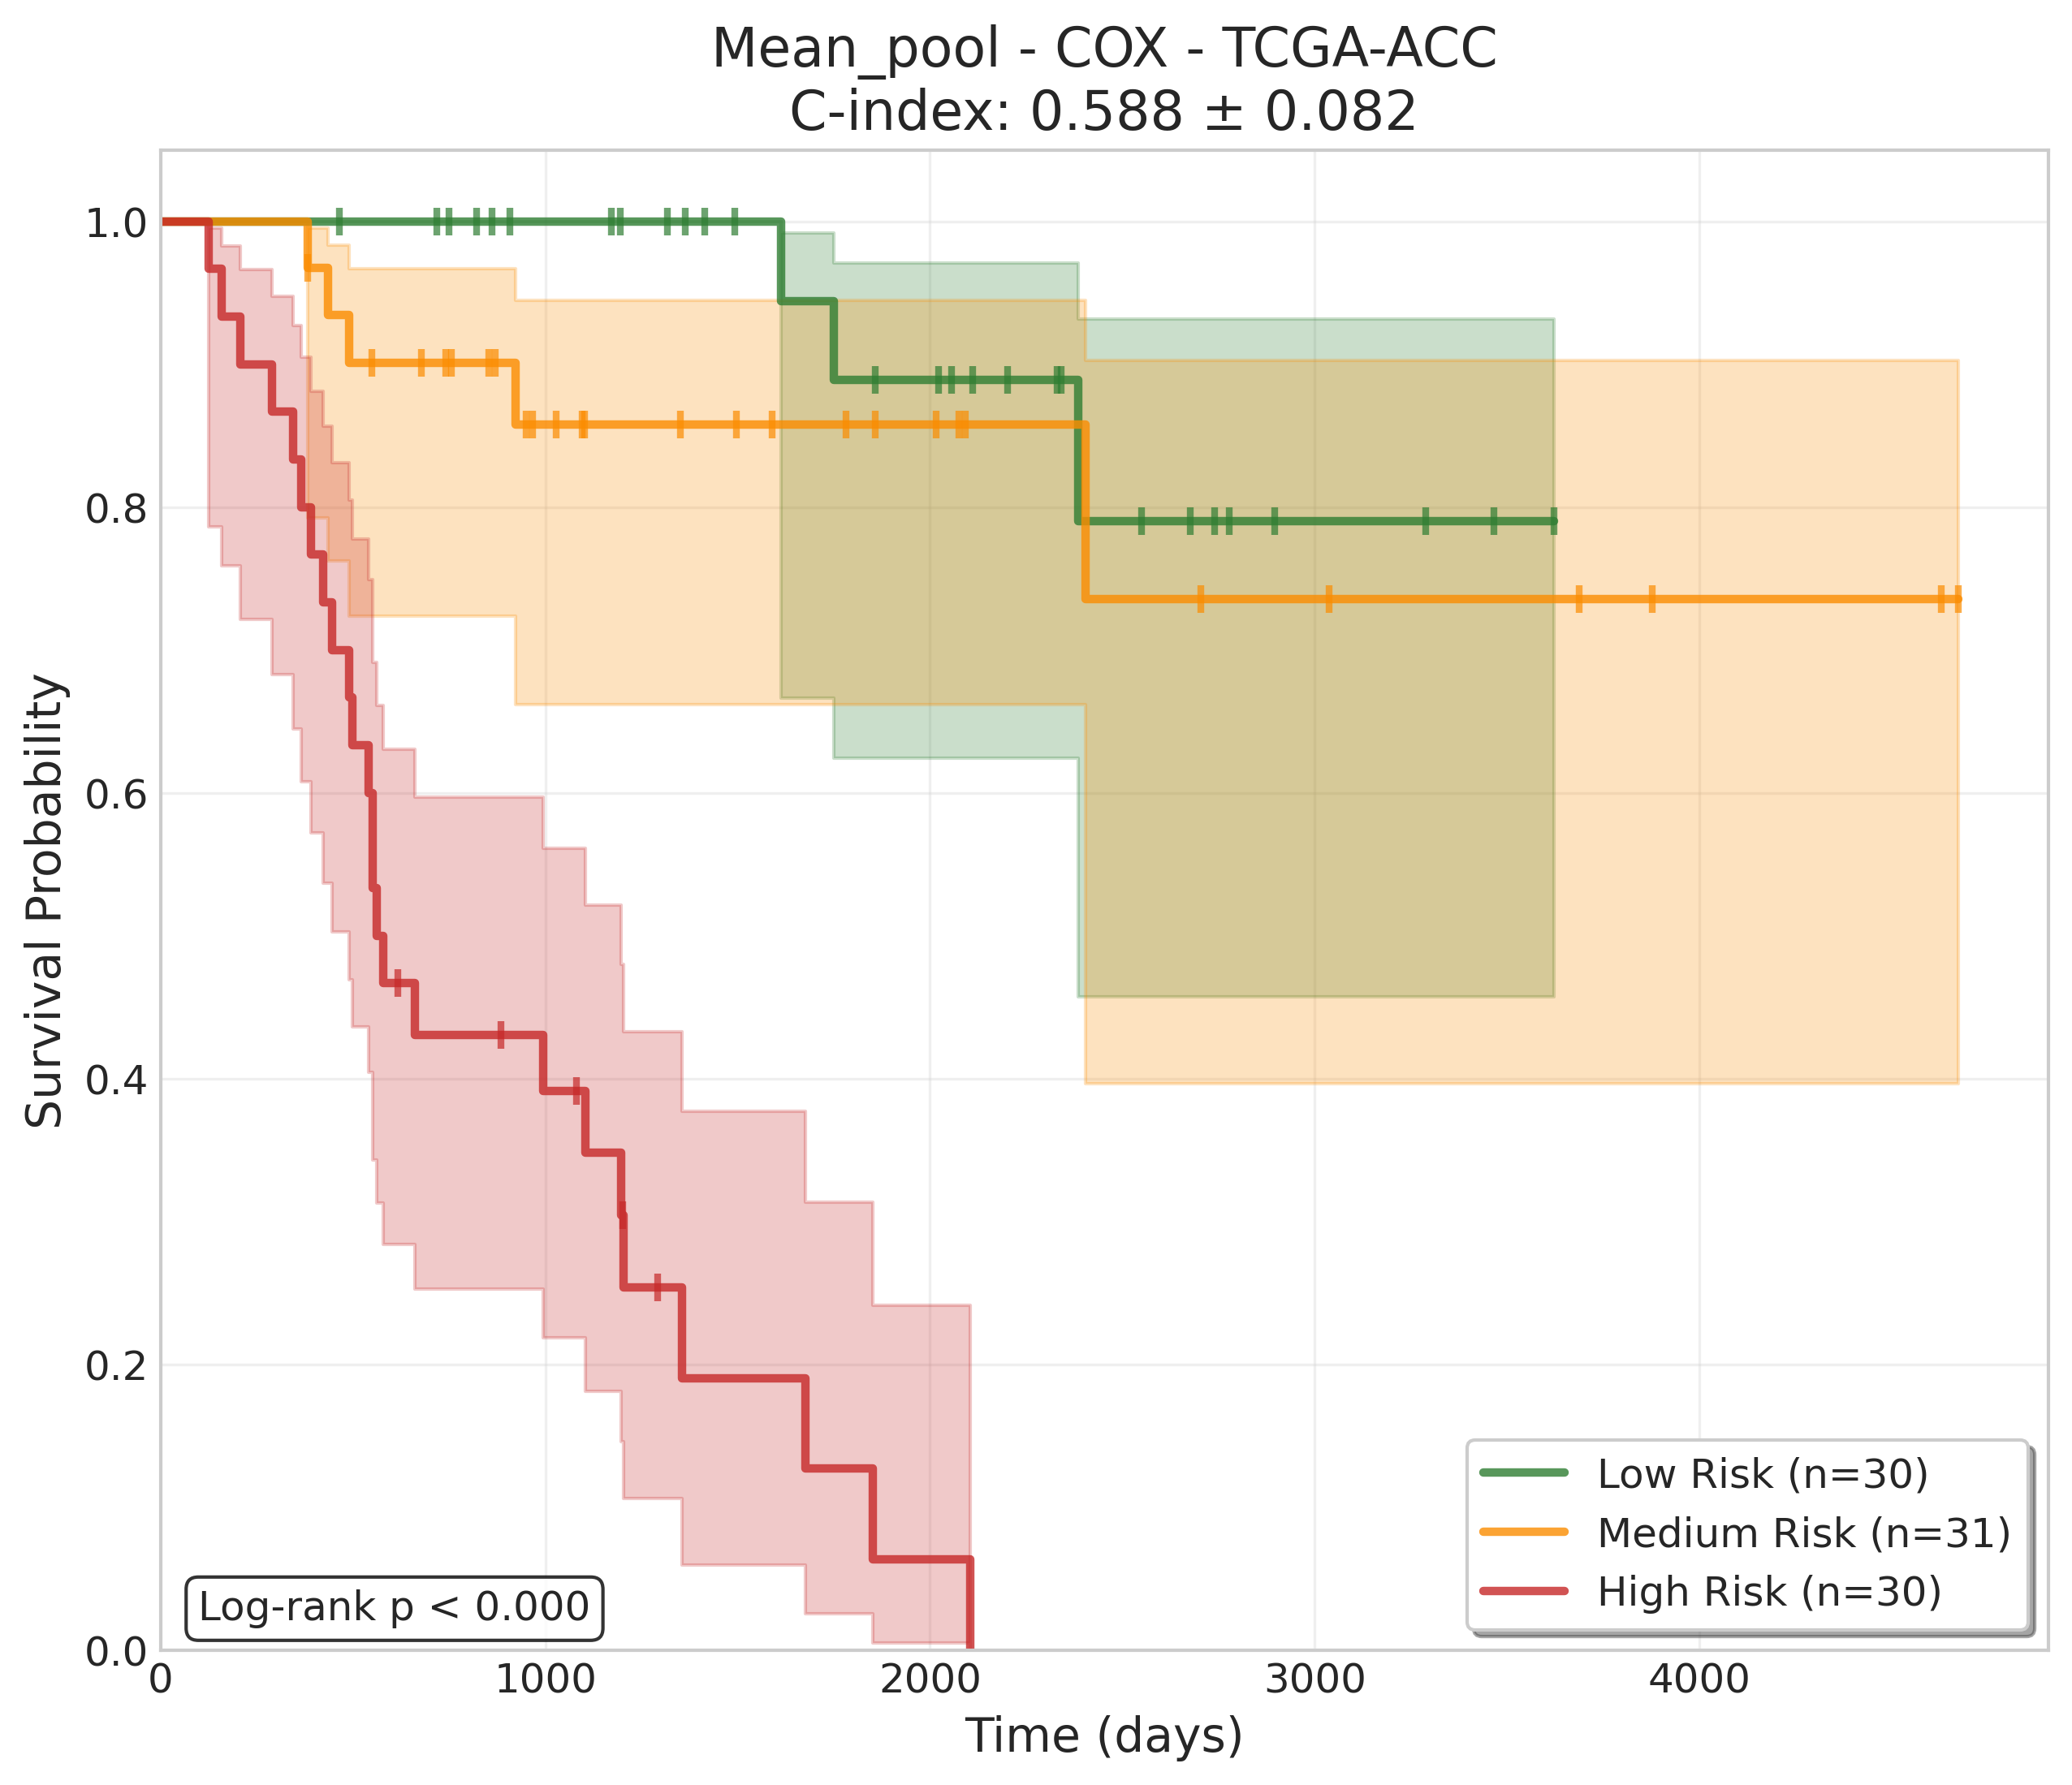 Mean_pool - COX - TCGA-ACC
C-index: 0.588 ± 0.082
Survival Probability
1.0
0.8
0.6
0.4
0.2
0.0
0 1000 2000 3000 4000
Time (days)
Log-rank p < 0.000
Low Risk (n=30)
Medium Risk (n=31)
High Risk (n=30)